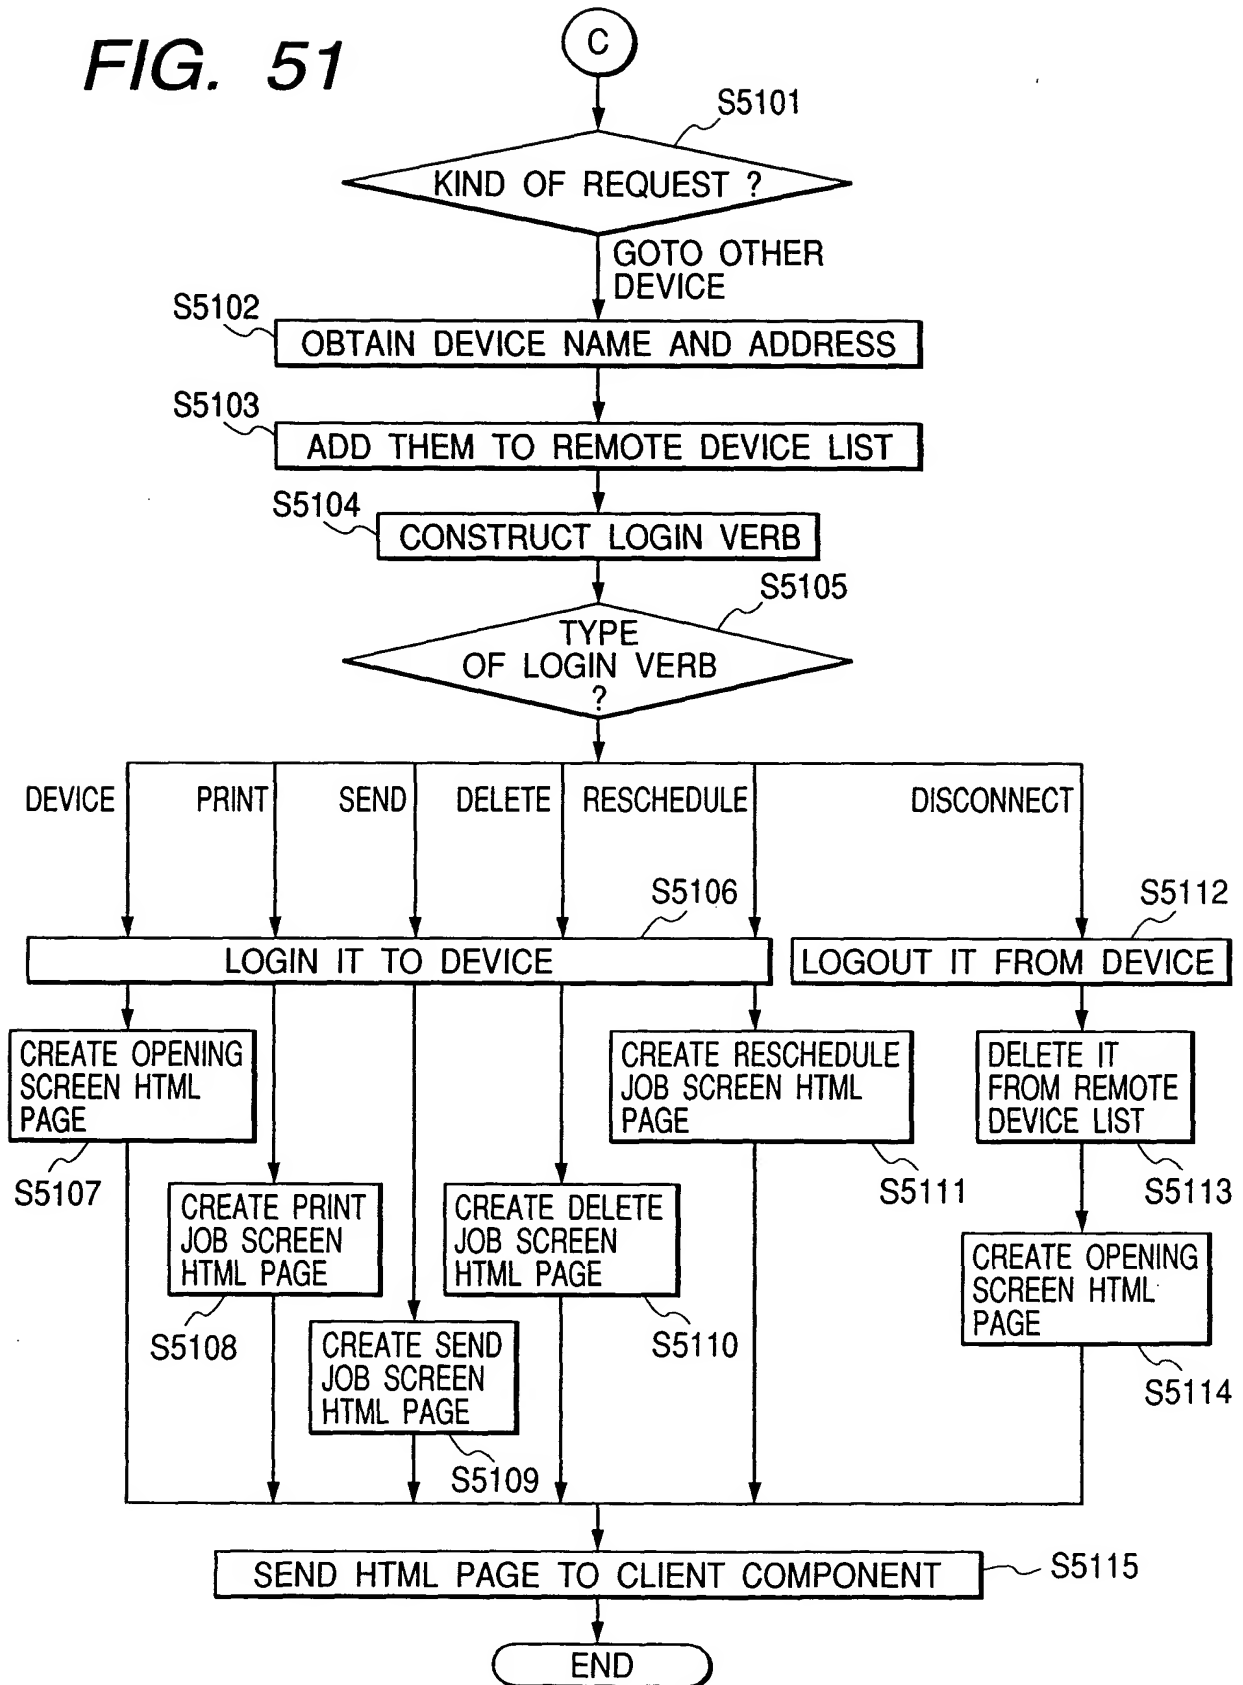 FIG. 51
C
S5101
KIND OF REQUEST ?
GOTO OTHER
DEVICE
S5102
OBTAIN DEVICE NAME AND ADDRESS
S5103
ADD THEM TO REMOTE DEVICE LIST
S5104
CONSTRUCT LOGIN VERB
S5105
TYPE
OF LOGIN VERB
?
DEVICE
PRINT
SEND
DELETE
RESCHEDULE
DISCONNECT
S5106
S5112
LOGIN IT TO DEVICE
LOGOUT IT FROM DEVICE
CREATE OPENING
SCREEN HTML
PAGE
S5107
CREATE RESCHEDULE
JOB SCREEN HTML
PAGE
S5111
DELETE IT
FROM REMOTE
DEVICE LIST
S5113
CREATE PRINT
JOB SCREEN
HTML PAGE
S5108
CREATE DELETE
JOB SCREEN
HTML PAGE
S5110
CREATE OPENING
SCREEN HTML
PAGE
S5114
CREATE SEND
JOB SCREEN
HTML PAGE
S5109
SEND HTML PAGE TO CLIENT COMPONENT
S5115
END